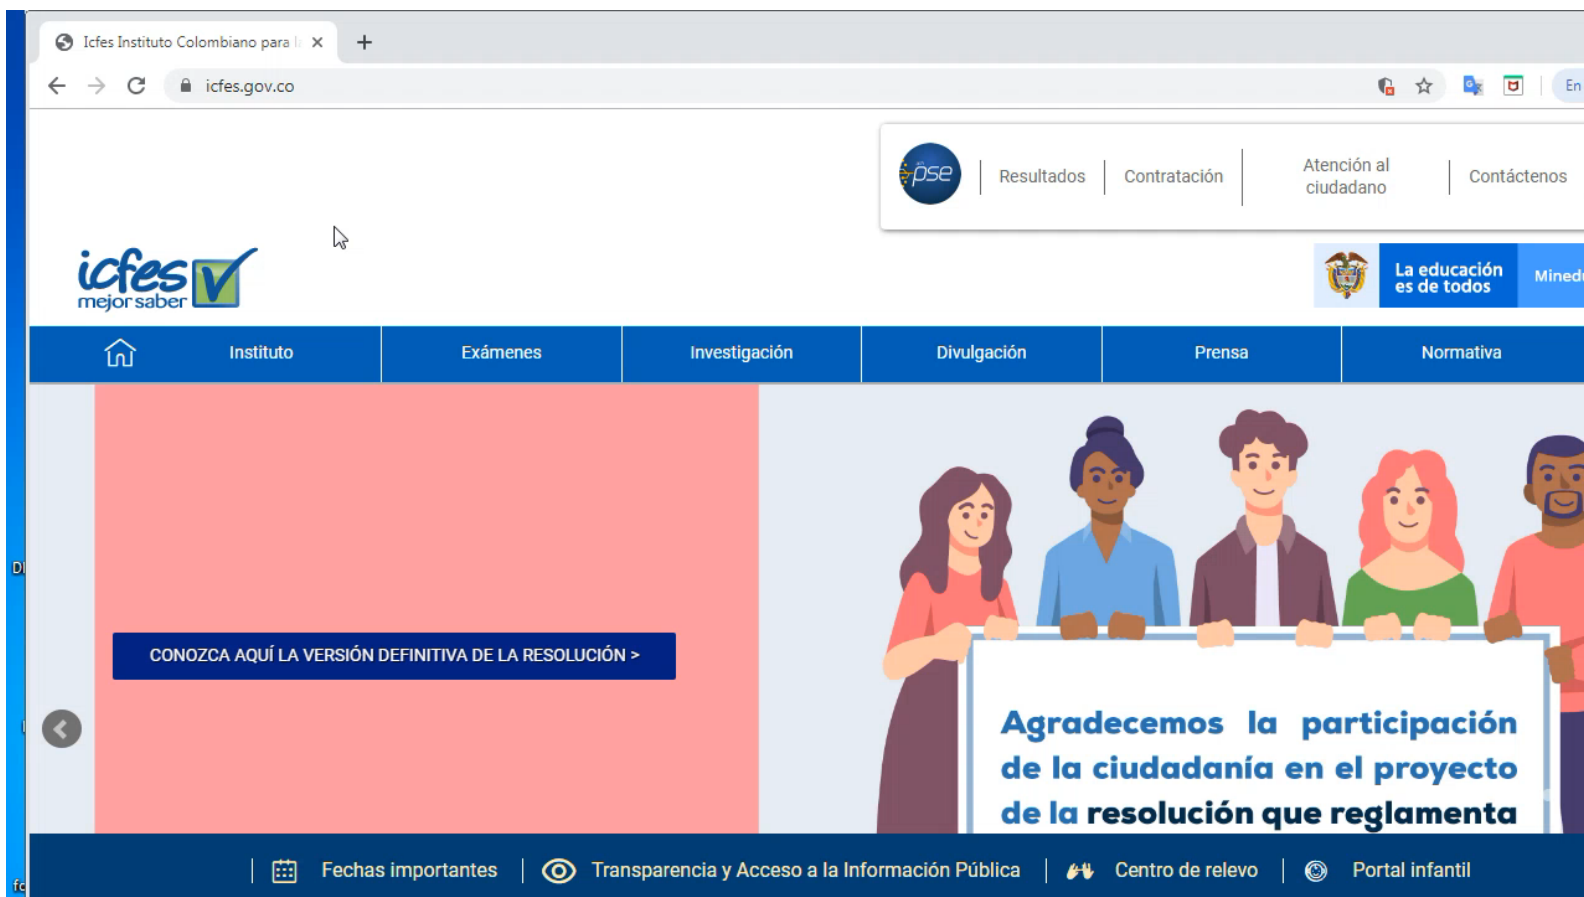 Icfes Instituto Colombiano para l
icfes.gov.co
En
pse
Resultados
Contratación
Atención al
ciudadano
Contáctenos
icfes
mejor saber
La educación
es de todos
Mined
Instituto
Exámenes
Investigación
Divulgación
Prensa
Normativa
DI
CONOZCA AQUÍ LA VERSIÓN DEFINITIVA DE LA RESOLUCIÓN >
Agradecemos la participación
de la ciudadanía en el proyecto
de la resolución que reglamenta
Fechas importantes
Transparencia y Acceso a la Información Pública
Centro de relevo
Portal infantil
fc